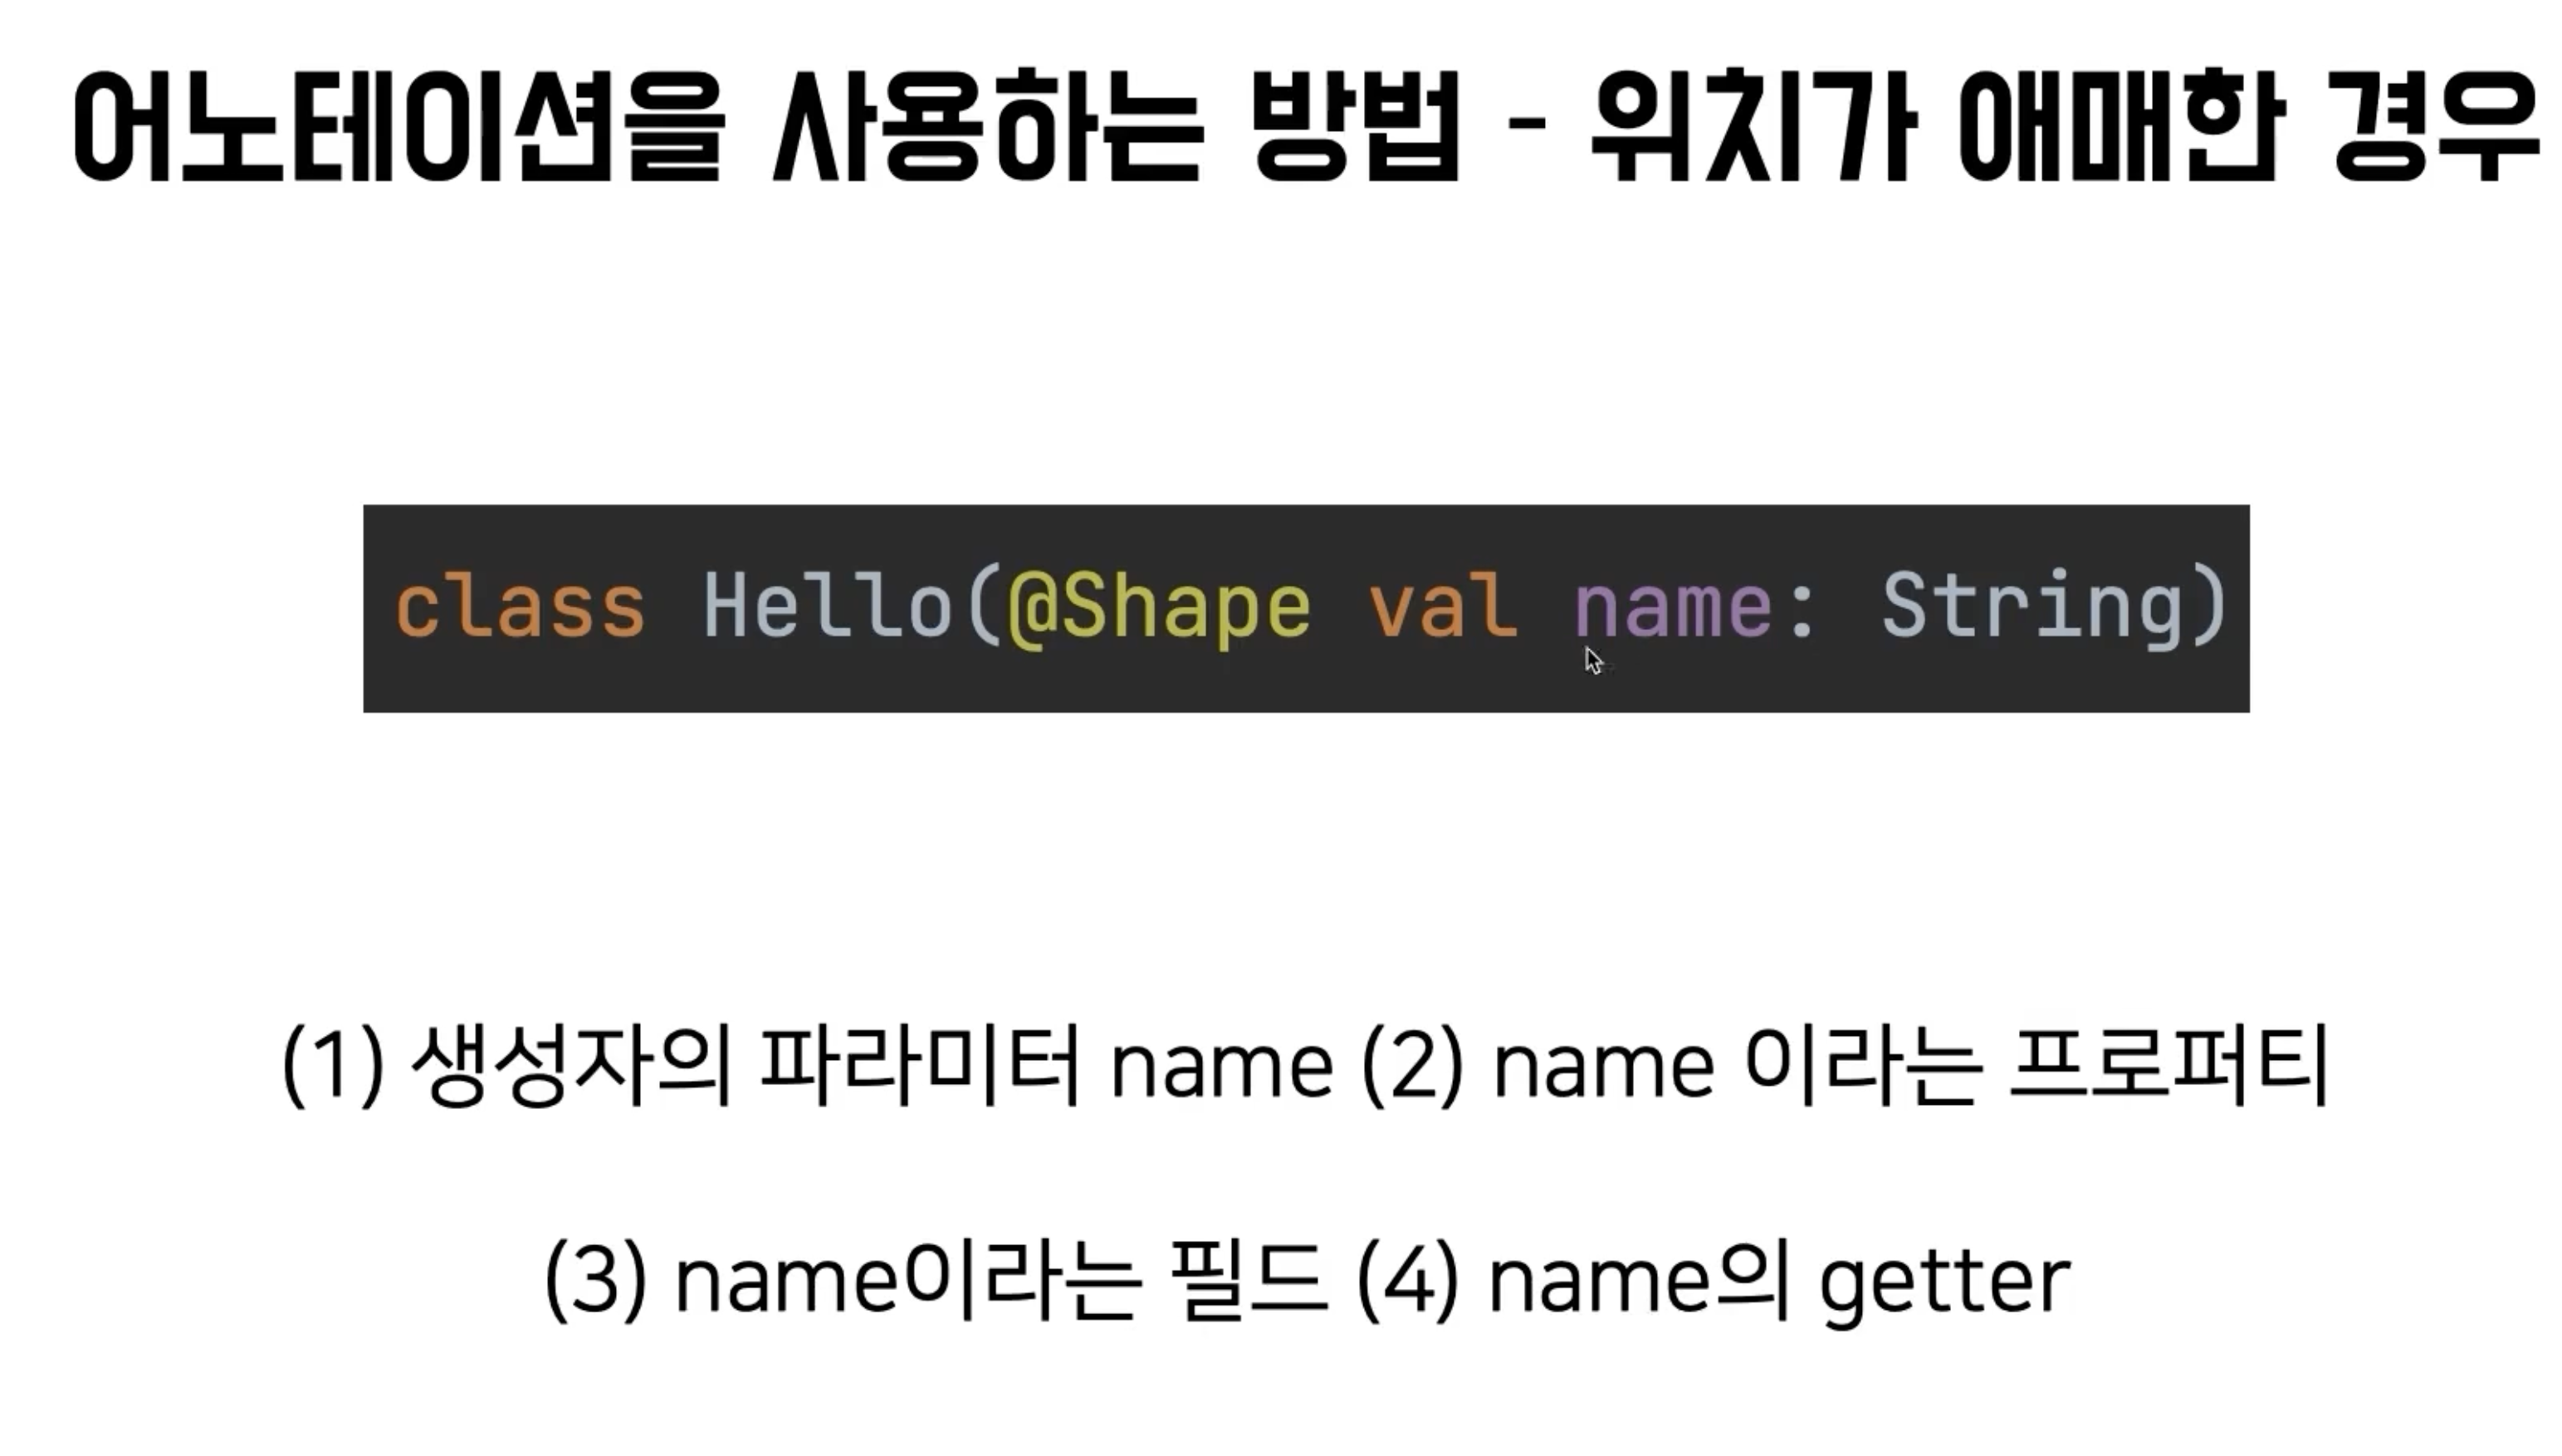 어노테이션을 사용하는 방법 - 위치가 애매한 경우
class Hello(@Shape val name: String)
(1) 생성자의 파라미터 name (2) name 이라는 프로퍼티
(3) name이라는 필드 (4) name의 getter